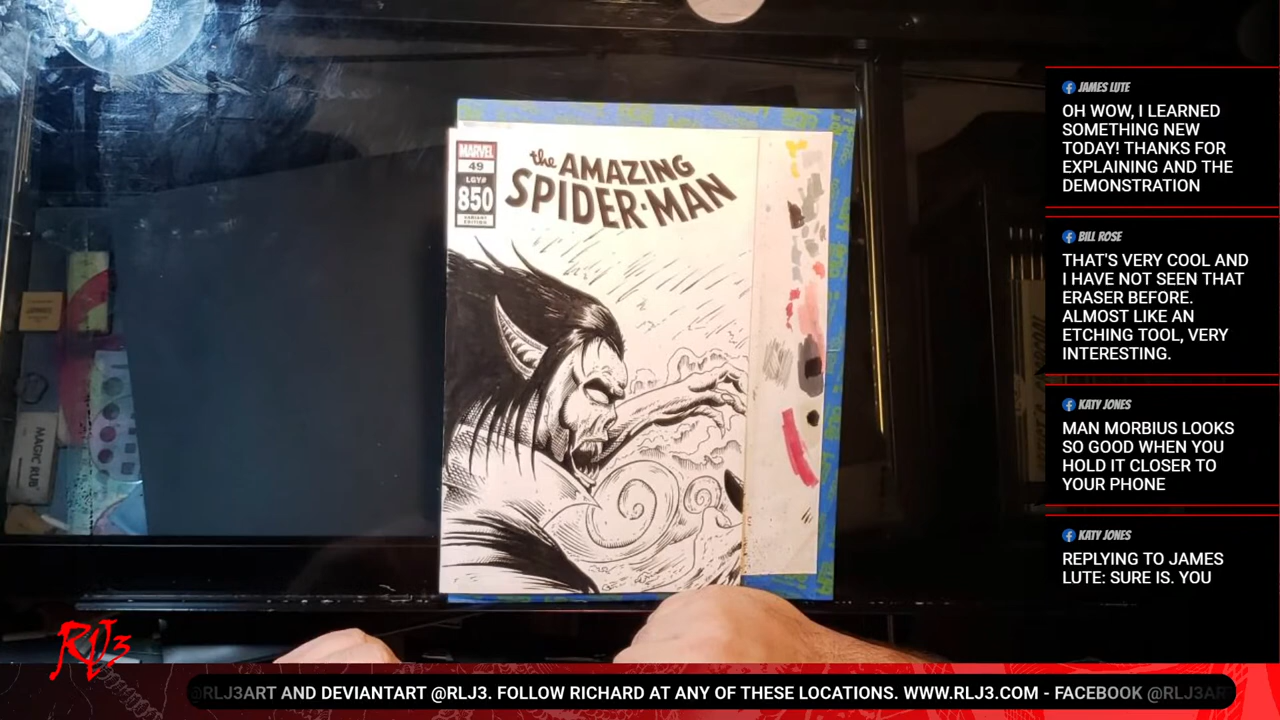 MARVEL
49
LGY#
850
VARIANT
EDITION
the AMAZING
SPIDER-MAN
MAGIC RUB
JAMES LUTE
OH WOW, I LEARNED
SOMETHING NEW
TODAY! THANKS FOR
EXPLAINING AND THE
DEMONSTRATION
BILL ROSE
THAT'S VERY COOL AND
I HAVE NOT SEEN THAT
ERASER BEFORE.
ALMOST LIKE AN
ETCHING TOOL, VERY
INTERESTING.
KATY JONES
MAN MORBIUS LOOKS
SO GOOD WHEN YOU
HOLD IT CLOSER TO
YOUR PHONE
KATY JONES
REPLYING TO JAMES
LUTE: SURE IS. YOU
RLJ3
@RLJ3ART AND DEVIANTART @RLJ3. FOLLOW RICHARD AT ANY OF THESE LOCATIONS. WWW.RLJ3.COM - FACEBOOK @RLJ3AR